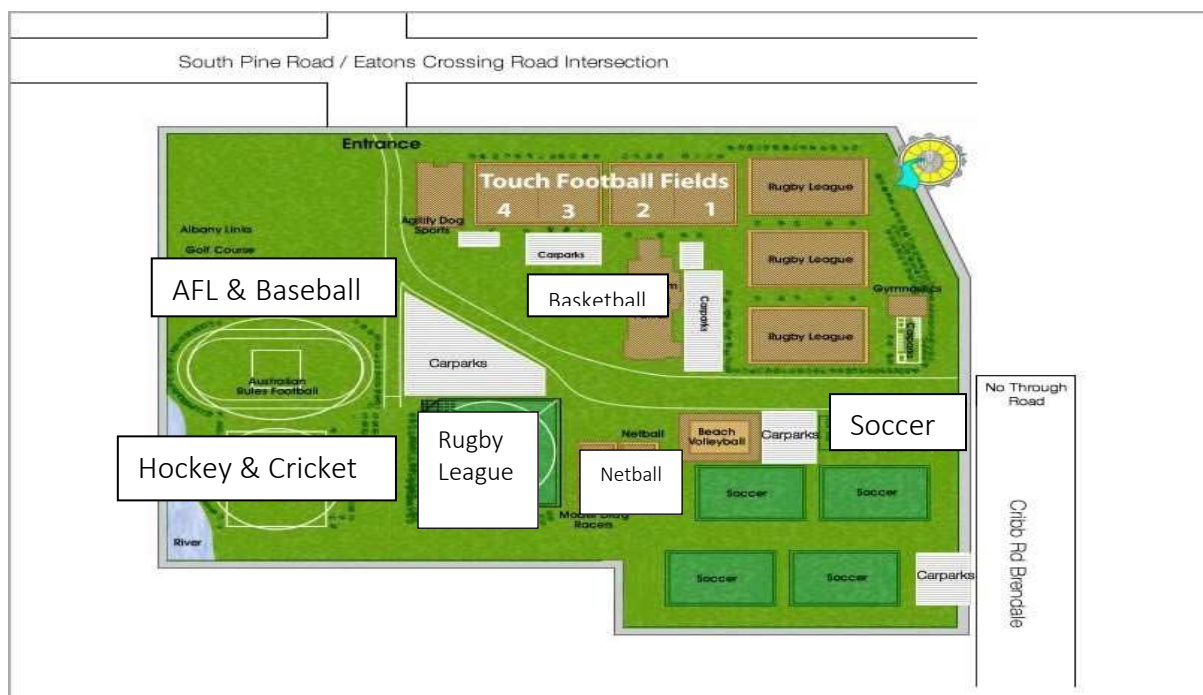 South Pine Road / Eatons Crossing Road Intersection
Entrance
Touch Football Fields
4 3 2 1
Agility Dog
Sports
Carparks
Rugby League
Albany Links
Golf Course
AFL & Baseball
Basketball
Carparks
Rugby League
Gymnastics
Carparks
Rugby League
Carparks
Australian
Rules Football
No Through
Road
Hockey & Cricket
Rugby
League
Netball
Netball
Beach
Volleyball
Carparks
Soccer
Soccer
Soccer
Racers
River
Soccer
Soccer
Carparks
Cribb Rd Brendale